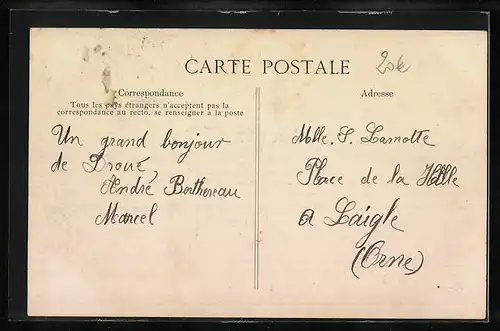 CARTE POSTALE
20k
Correspondance
Tous les pays étrangers n'acceptent pas la
correspondance au recto, se renseigner à la poste
Adresse
Un grand bonjour
de Droué,
André Berthereau
Marcel
Mlle. S. Lamotte
Place de la Halle
a Laigle
(Orne)